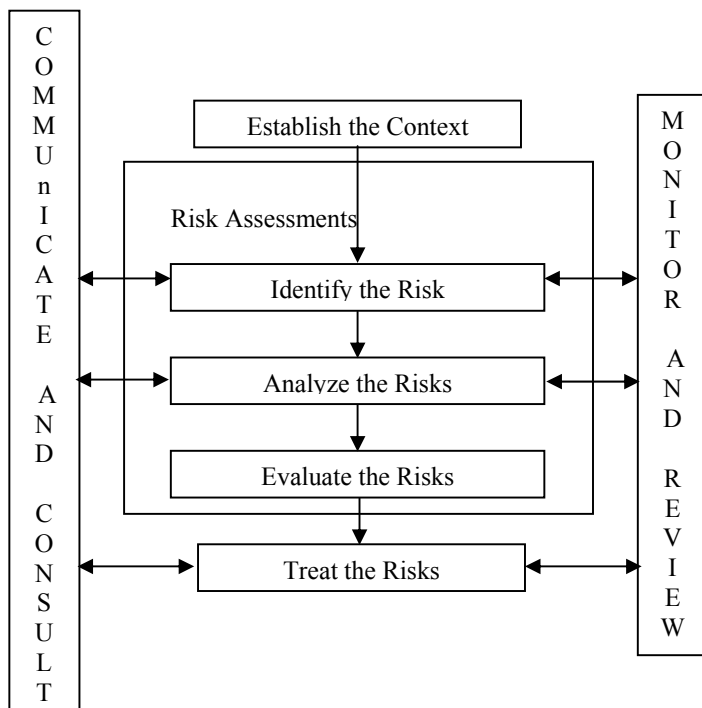 COMMUnICATE AND CONSULT
Establish the Context
Risk Assessments
Identify the Risk
Analyze the Risks
Evaluate the Risks
Treat the Risks
MONITOR AND REVIEW